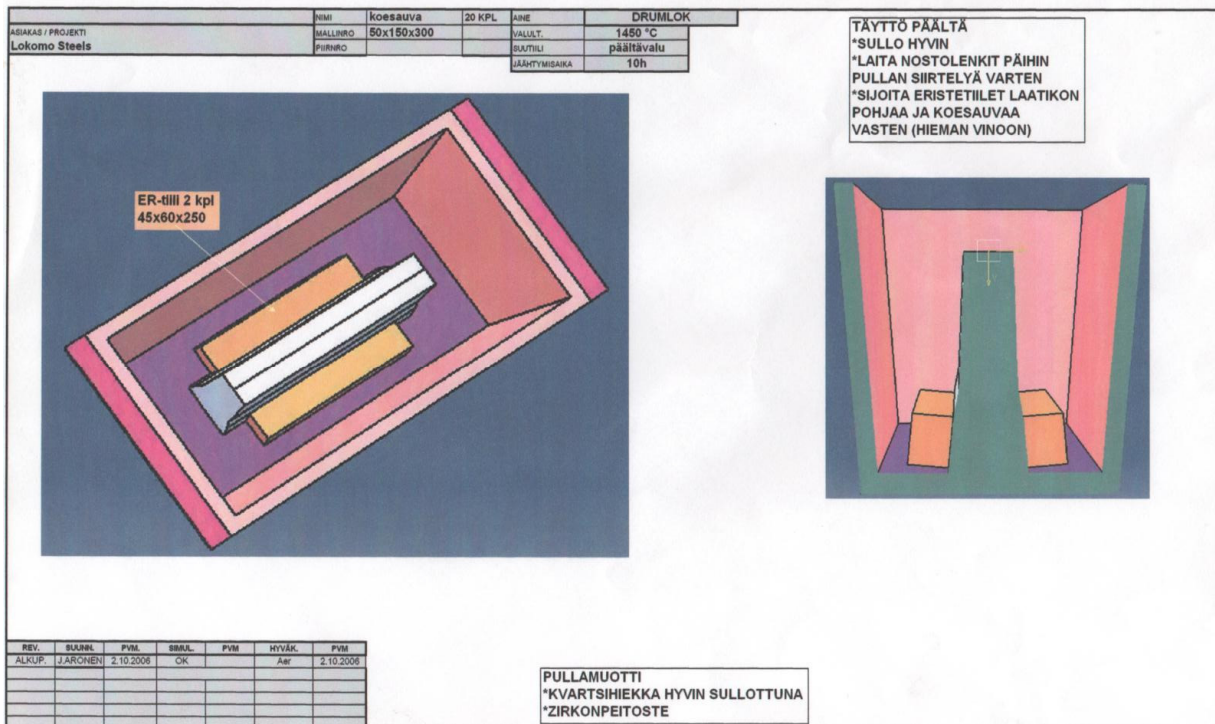 NIMI koesauva 20 KPL AINE DRUMLOK
ASIAKAS / PROJEKTI MALLINRO 50x150x300 VALULT. 1450 °C
Lokomo Steels PIIRNRO SUUTIILI päältävalu
JÄÄHTYMISAIKA 10h
TÄYTTÖ PÄÄLTÄ
*SULLO HYVIN
*LAITA NOSTOLENKIT PÄIHIN
PULLAN SIIRTELYÄ VARTEN
*SIJOITA ERISTETIILET LAATIKON
POHJAA JA KOESAUVAA
VASTEN (HIEMAN VINOON)
ER-tiili 2 kpl
45x60x250
REV. SUUNN. PVM. SIMUL. PVM HYVÄK. PVM
ALKUP. J.ARONEN 2.10.2006 OK Aer 2.10.2006
PULLAMUOTTI
*KVARTSIHIEKKA HYVIN SULLOTTUNA
*ZIRKONPEITOSTE